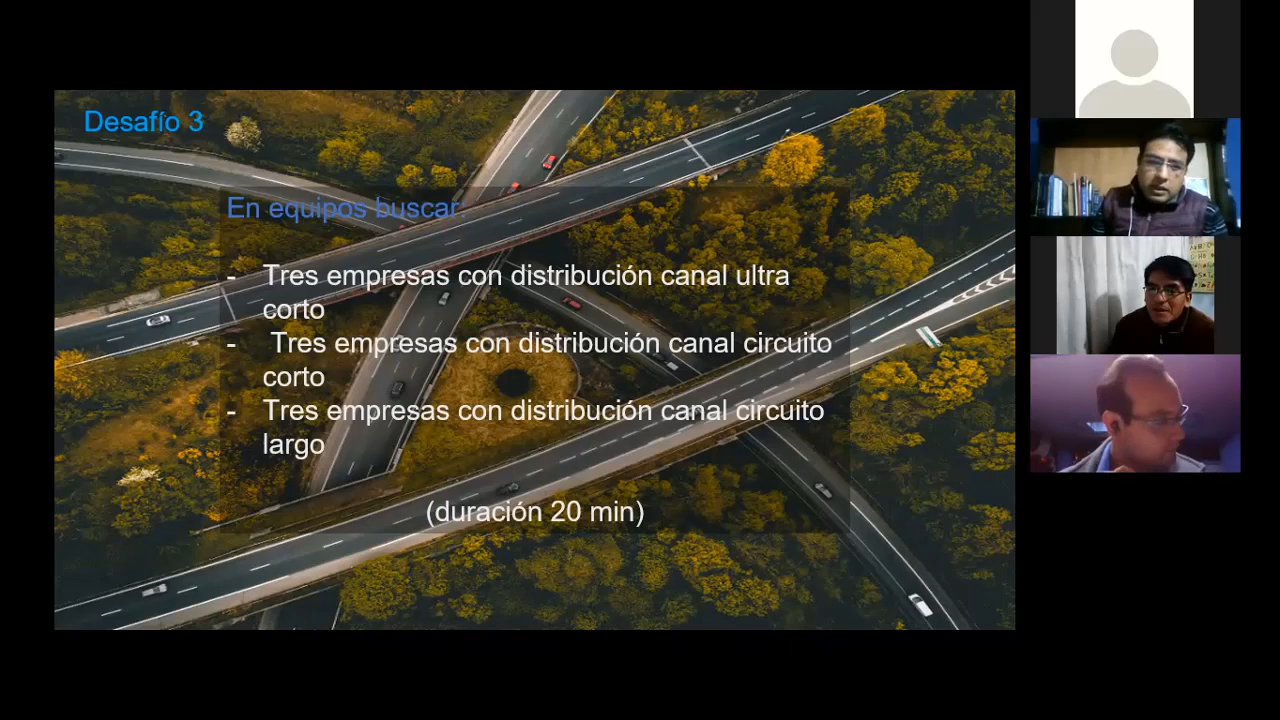 Desafío 3
En equipos buscar:
- Tres empresas con distribución canal ultra
corto
- Tres empresas con distribución canal circuito
corto
- Tres empresas con distribución canal circuito
largo
(duración 20 min)